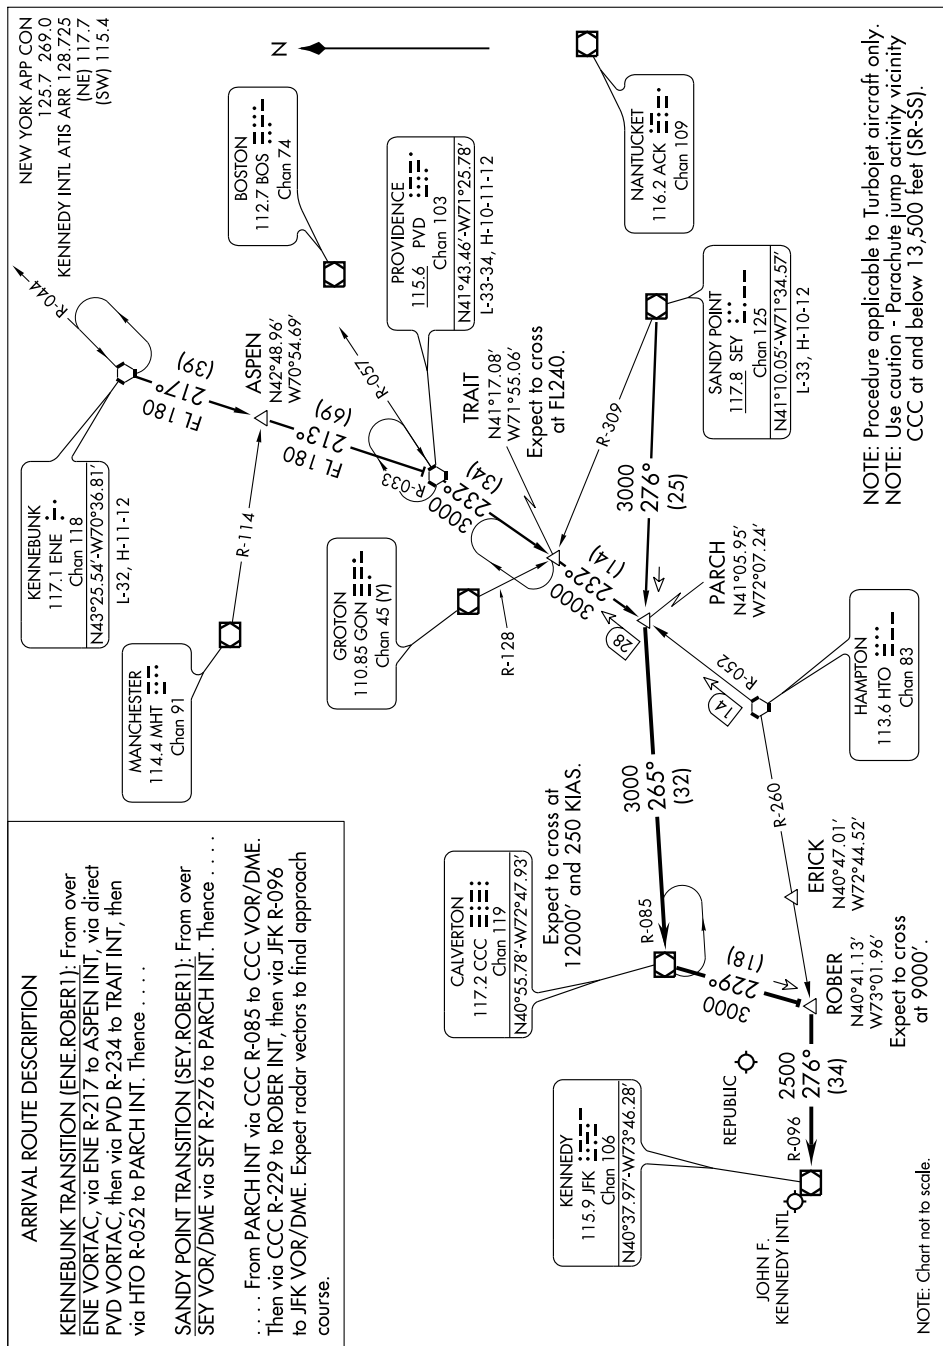 ARRIVAL ROUTE DESCRIPTION
KENNEBUNK TRANSITION (ENE.ROBER1): From over
ENE VORTAC, via ENE R-217 to ASPEN INT, via direct
PVD VORTAC, then via PVD R-234 to TRAIT INT, then
via HTO R-052 to PARCH INT. Thence . . . . .
SANDY POINT TRANSITION (SEY.ROBER1): From over
SEY VOR/DME via SEY R-276 to PARCH INT. Thence . . . . .
. . . . From PARCH INT via CCC R-085 to CCC VOR/DME.
Then via CCC R-229 to ROBER INT, then via JFK R-096
to JFK VOR/DME. Expect radar vectors to final approach
course.
NEW YORK APP CON
125.7 269.0
KENNEDY INTL ATIS ARR 128.725
(NE) 117.7
(SW) 115.4
N
KENNEBUNK
117.1 ENE
Chan 118
N43°25.54'-W70°36.81'
L-32, H-11-12
R-044
FL 180
217°
(39)
MANCHESTER
114.4 MHT
Chan 91
R-114
ASPEN
N42°48.96'
W70°54.69'
BOSTON
112.7 BOS
Chan 74
FL 180
213°
(69)
R-033
R-057
PROVIDENCE
115.6 PVD
Chan 103
N41°43.46'-W71°25.78'
L-33-34, H-10-11-12
GROTON
110.85 GON
Chan 45 (Y)
R-128
3000
232°
(34)
TRAIT
N41°17.08'
W71°55.06'
Expect to cross
at FL240.
NANTUCKET
116.2 ACK
Chan 109
R-309
3000
232°
(14)
SANDY POINT
117.8 SEY
Chan 125
N41°10.05'-W71°34.57'
L-33, H-10-12
3000
276°
(25)
PARCH
N41°05.95'
W72°07.24'
28
R-052
14
HAMPTON
113.6 HTO
Chan 83
3000
265°
(32)
Expect to cross at
12000' and 250 KIAS.
CALVERTON
117.2 CCC
Chan 119
N40°55.78'-W72°47.93'
R-085
R-260
ERICK
N40°47.01'
W72°44.52'
3000
229°
(18)
ROBER
N40°41.13'
W73°01.96'
Expect to cross
at 9000'.
REPUBLIC
2500
276°
(34)
R-096
KENNEDY
115.9 JFK
Chan 106
N40°37.97'-W73°46.28'
JOHN F.
KENNEDY INTL
NOTE: Procedure applicable to Turbojet aircraft only.
NOTE: Use caution - Parachute jump activity vicinity
CCC at and below 13,500 feet (SR-SS).
NOTE: Chart not to scale.